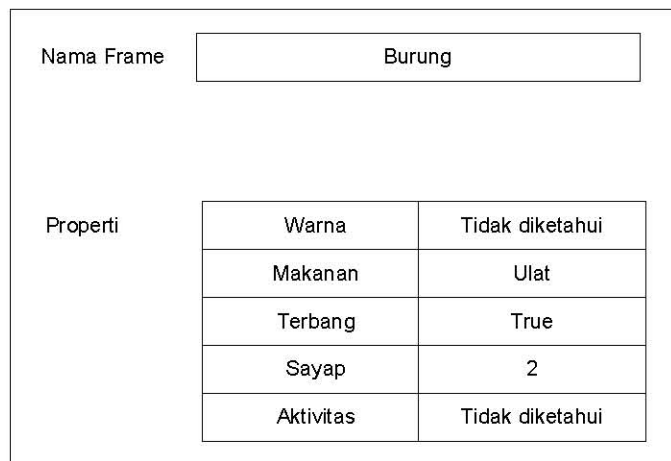 Nama Frame Burung
Properti Warna Tidak diketahui
Makanan Ulat
Terbang True
Sayap 2
Aktivitas Tidak diketahui